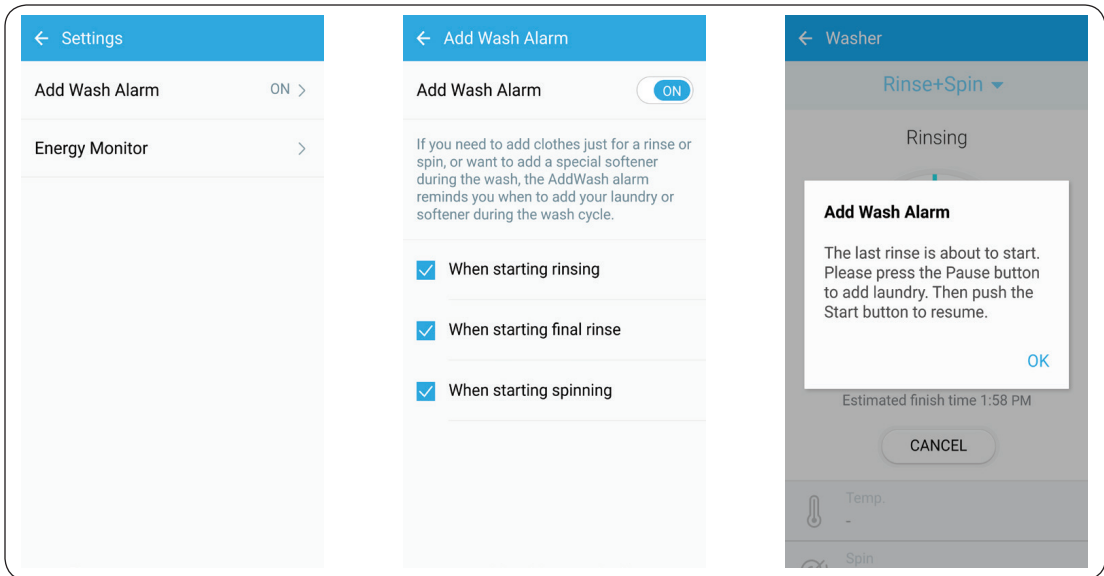 Settings
Add Wash Alarm ON
Energy Monitor
Add Wash Alarm
Add Wash Alarm ON
If you need to add clothes just for a rinse or
spin, or want to add a special softener
during the wash, the AddWash alarm
reminds you when to add your laundry or
softener during the wash cycle.
When starting rinsing
When starting final rinse
When starting spinning
Washer
Rinse+Spin
Rinsing
Add Wash Alarm
The last rinse is about to start.
Please press the Pause button
to add laundry. Then push the
Start button to resume.
OK
Estimated finish time 1:58 PM
CANCEL
Temp.
-
Spin